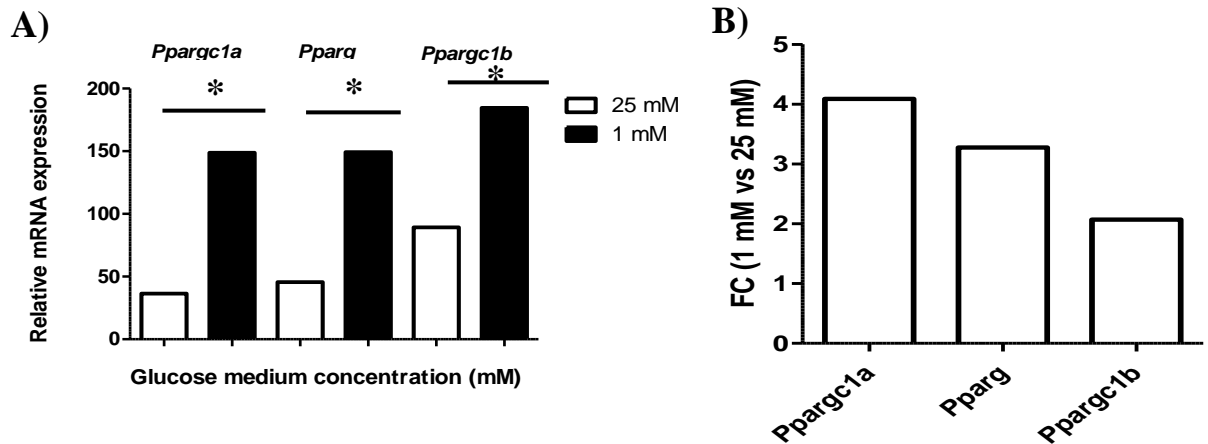 A)
Ppargc1a Pparg Ppargc1b
* * *
Relative mRNA expression
200
150
100
50
0
25 mM
1 mM
Glucose medium concentration (mM)
B)
FC (1 mM vs 25 mM)
5
4
3
2
1
0
Ppargc1a
Pparg
Ppargc1b